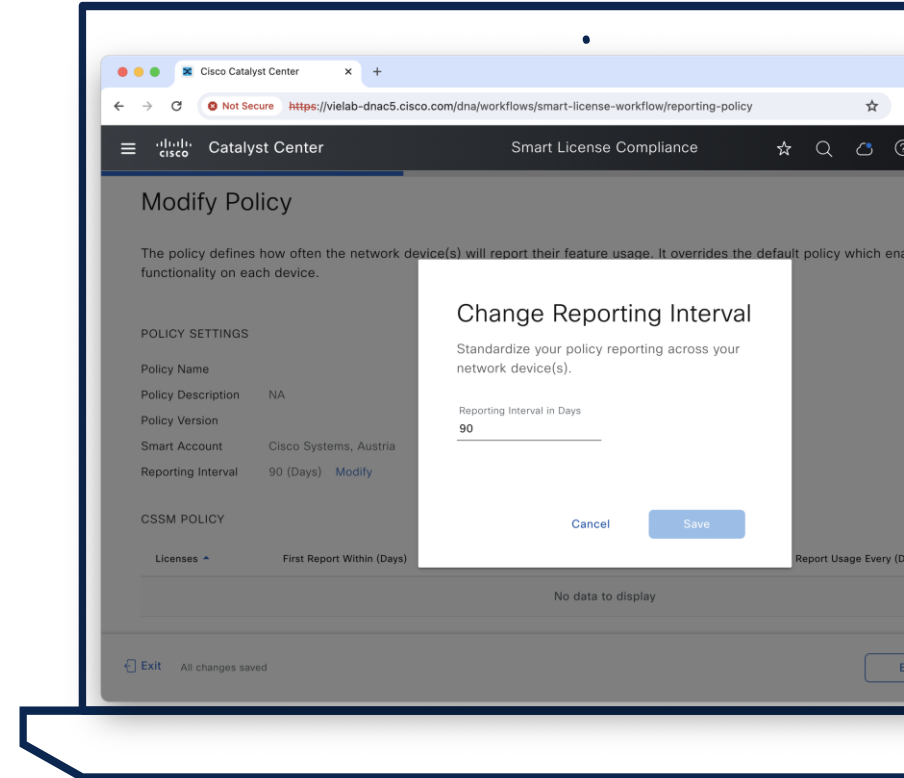 Cisco Catalyst Center
Not Secure https://vielab-dnac5.cisco.com/dna/workflows/smart-license-workflow/reporting-policy
cisco Catalyst Center Smart License Compliance
Modify Policy
The policy defines how often the network device(s) will report their feature usage. It overrides the default policy which ena
functionality on each device.
Change Reporting Interval
Standardize your policy reporting across your
network device(s).
Reporting Interval in Days
90
Cancel Save
POLICY SETTINGS
Policy Name
Policy Description NA
Policy Version
Smart Account Cisco Systems, Austria
Reporting Interval 90 (Days) Modify
CSSM POLICY
Licenses First Report Within (Days) Report Usage Every (D
No data to display
Exit All changes saved